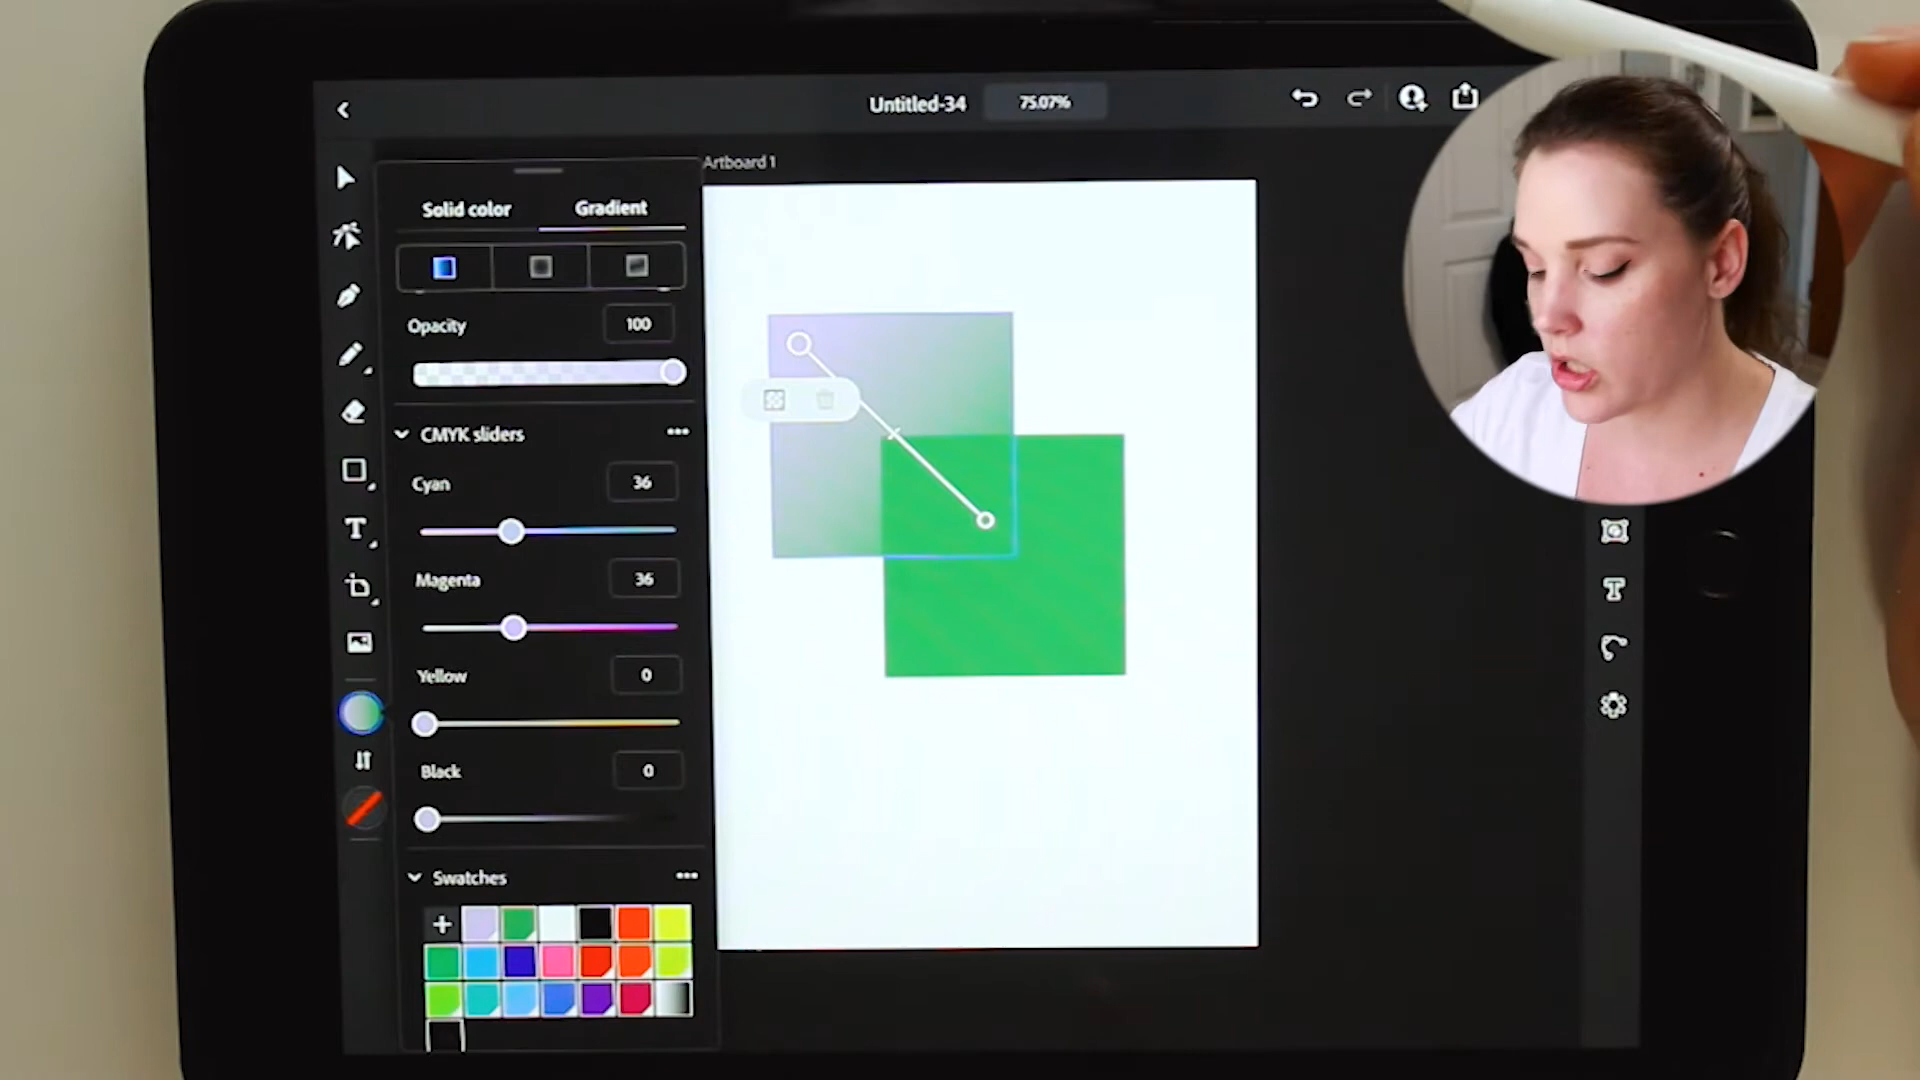 Untitled-34
75.07%
Artboard 1
Solid color
Gradient
Opacity
100
CMYK sliders
Cyan
36
Magenta
36
Yellow
0
Black
0
Swatches